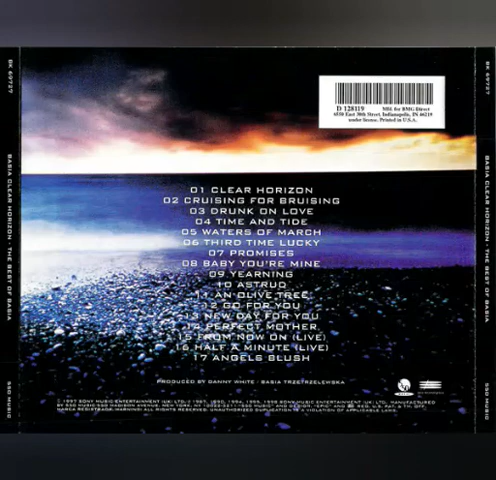 D 128119 Mfd. for BMG Direct
6550 East 30th Street, Indianapolis, IN 46219
under license. Printed in U.S.A.
01 CLEAR HORIZON
02 CRUISING FOR BRUISING
03 DRUNK ON LOVE
04 TIME AND TIDE
05 WATERS OF MARCH
06 THIRD TIME LUCKY
07 PROMISES
08 BABY YOU'RE MINE
09 YEARNING
10 ASTRUD
11 AN OLIVE TREE
12 GO FOR YOU
13 NEW DAY FOR YOU
14 PERFECT MOTHER
15 FROM NOW ON (LIVE)
16 HALF A MINUTE (LIVE)
17 ANGELS BLUSH
PRODUCED BY DANNY WHITE · BASIA TRZETRZELEWSKA
BK 69727 BASIA CLEAR HORIZON · THE BEST OF BASIA 550 MUSIC
BK 69727 BASIA CLEAR HORIZON · THE BEST OF BASIA 550 MUSIC